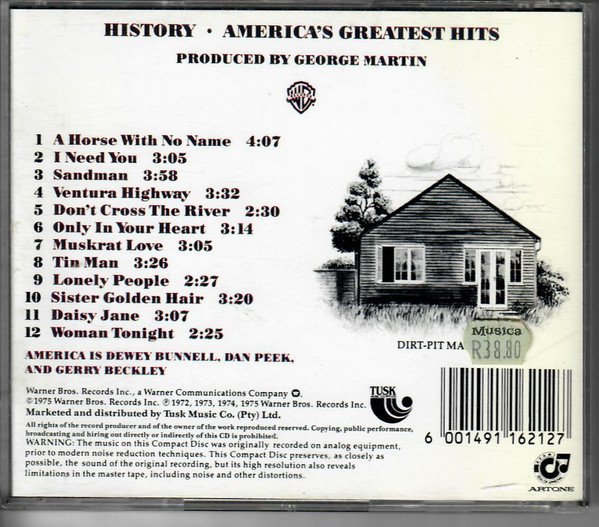 HISTORY · AMERICA'S GREATEST HITS
PRODUCED BY GEORGE MARTIN
1 A Horse With No Name 4:07
2 I Need You 3:05
3 Sandman 3:58
4 Ventura Highway 3:32
5 Don't Cross The River 2:30
6 Only In Your Heart 3:14
7 Muskrat Love 3:05
8 Tin Man 3:26
9 Lonely People 2:27
10 Sister Golden Hair 3:20
11 Daisy Jane 3:07
12 Woman Tonight 2:25
AMERICA IS DEWEY BUNNELL, DAN PEEK,
AND GERRY BECKLEY
DIRT-PIT MA
Musica
R38.80
Warner Bros. Records Inc., a Warner Communications Company
©1975 Warner Bros. Records Inc. ℗ 1972, 1973, 1974, 1975 Warner Bros. Records Inc.
Marketed and distributed by Tusk Music Co. (Pty) Ltd.
All rights of the record producer and of the owner of the work reproduced reserved. Copying, public performance,
broadcasting and hiring out directly or indirectly of this CD is prohibited.
WARNING: The music on this Compact Disc was originally recorded on analog equipment,
prior to modern noise reduction techniques. This Compact Disc preserves, as closely as
possible, the sound of the original recording, but its high resolution also reveals
limitations in the master tape, including noise and other distortions.
TUSK
6 001491 162127
ARTONE